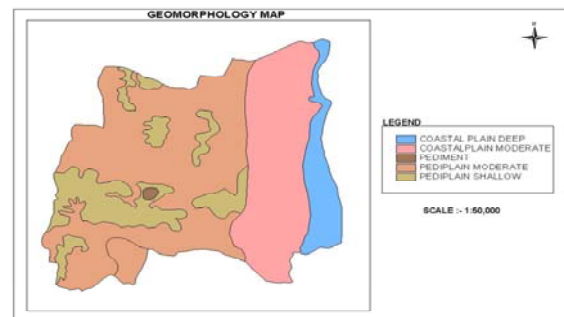 GEOMORPHOLOGY MAP
N
LEGEND
COASTAL PLAIN DEEP
COASTALPLAIN MODERATE
PEDIMENT
PEDIPLAIN MODERATE
PEDIPLAIN SHALLOW
SCALE :- 1:50,000